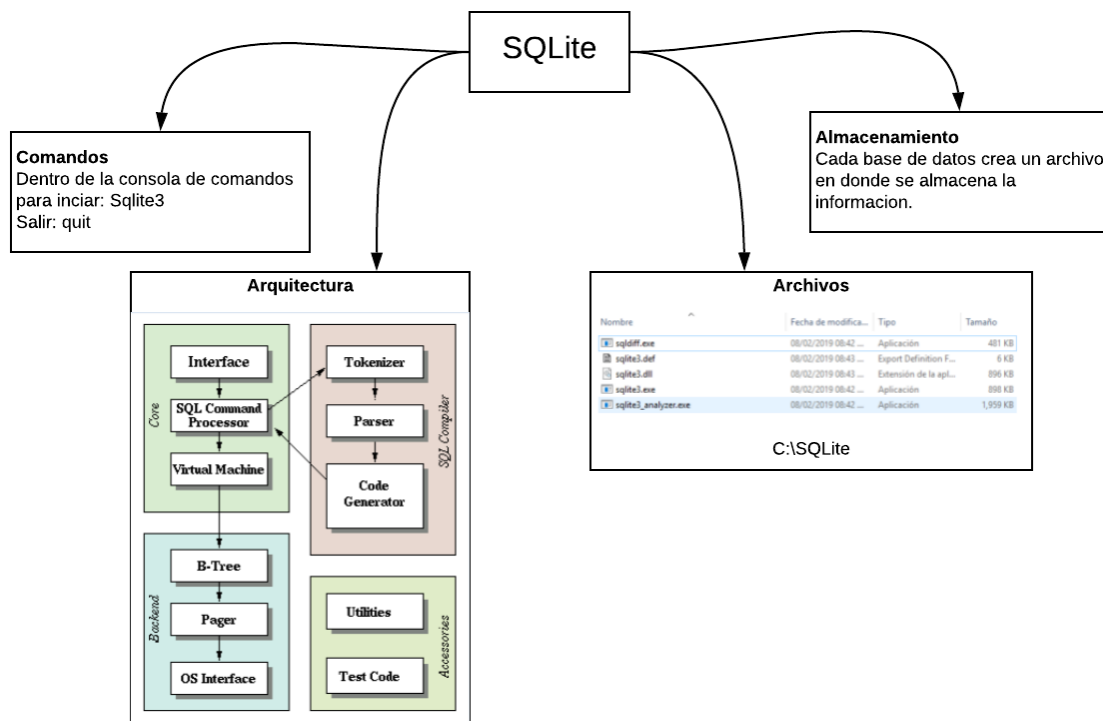 SQLite
Comandos
Dentro de la consola de comandos
para inciar: Sqlite3
Salir: quit
Almacenamiento
Cada base de datos crea un archivo
en donde se almacena la
informacion.
Arquitectura
Core
Interface
SQL Command
Processor
Virtual Machine
SQL Compiler
Tokenizer
Parser
Code
Generator
Backend
B-Tree
Pager
OS Interface
Accessories
Utilities
Test Code
Archivos
Nombre Fecha de modifica... Tipo Tamaño
sqldiff.exe 08/02/2019 08:42 ... Aplicación 481 KB
sqlite3.def 08/02/2019 08:43 ... Export Definition F... 6 KB
sqlite3.dll 08/02/2019 08:43 ... Extensión de la apl... 896 KB
sqlite3.exe 08/02/2019 08:42 ... Aplicación 898 KB
sqlite3_analyzer.exe 08/02/2019 08:42 ... Aplicación 1,959 KB
C:\SQLite